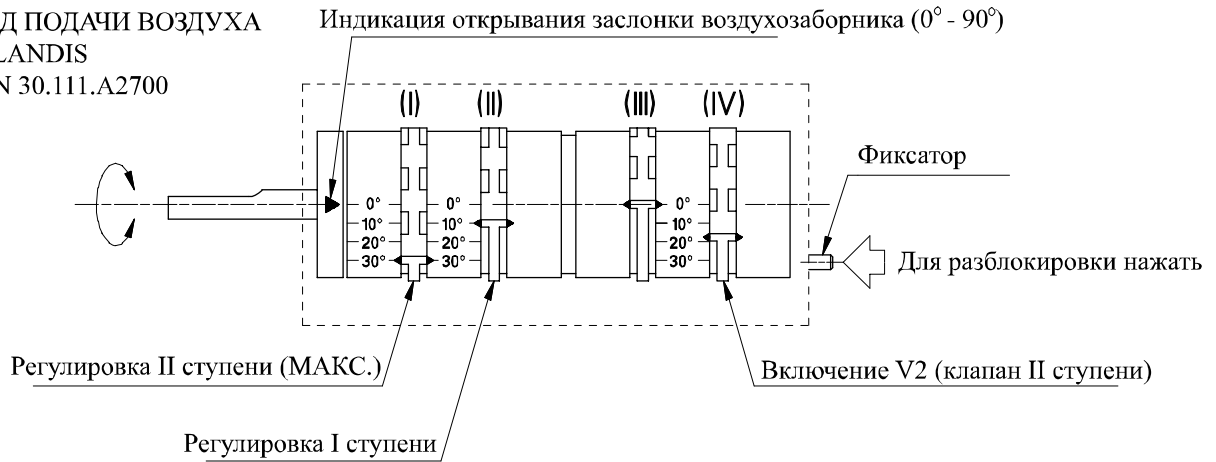 Д ПОДАЧИ ВОЗДУХА
LANDIS
N 30.111.A2700
Индикация открывания заслонки воздухозаборника (0° - 90°)
(I) (II) (III) (IV)
Фиксатор
0° 0° 0°
10° 10° 10°
20° 20° 20°
30° 30° 30°
Для разблокировки нажать
Регулировка II ступени (МАКС.)
Включение V2 (клапан II ступени)
Регулировка I ступени